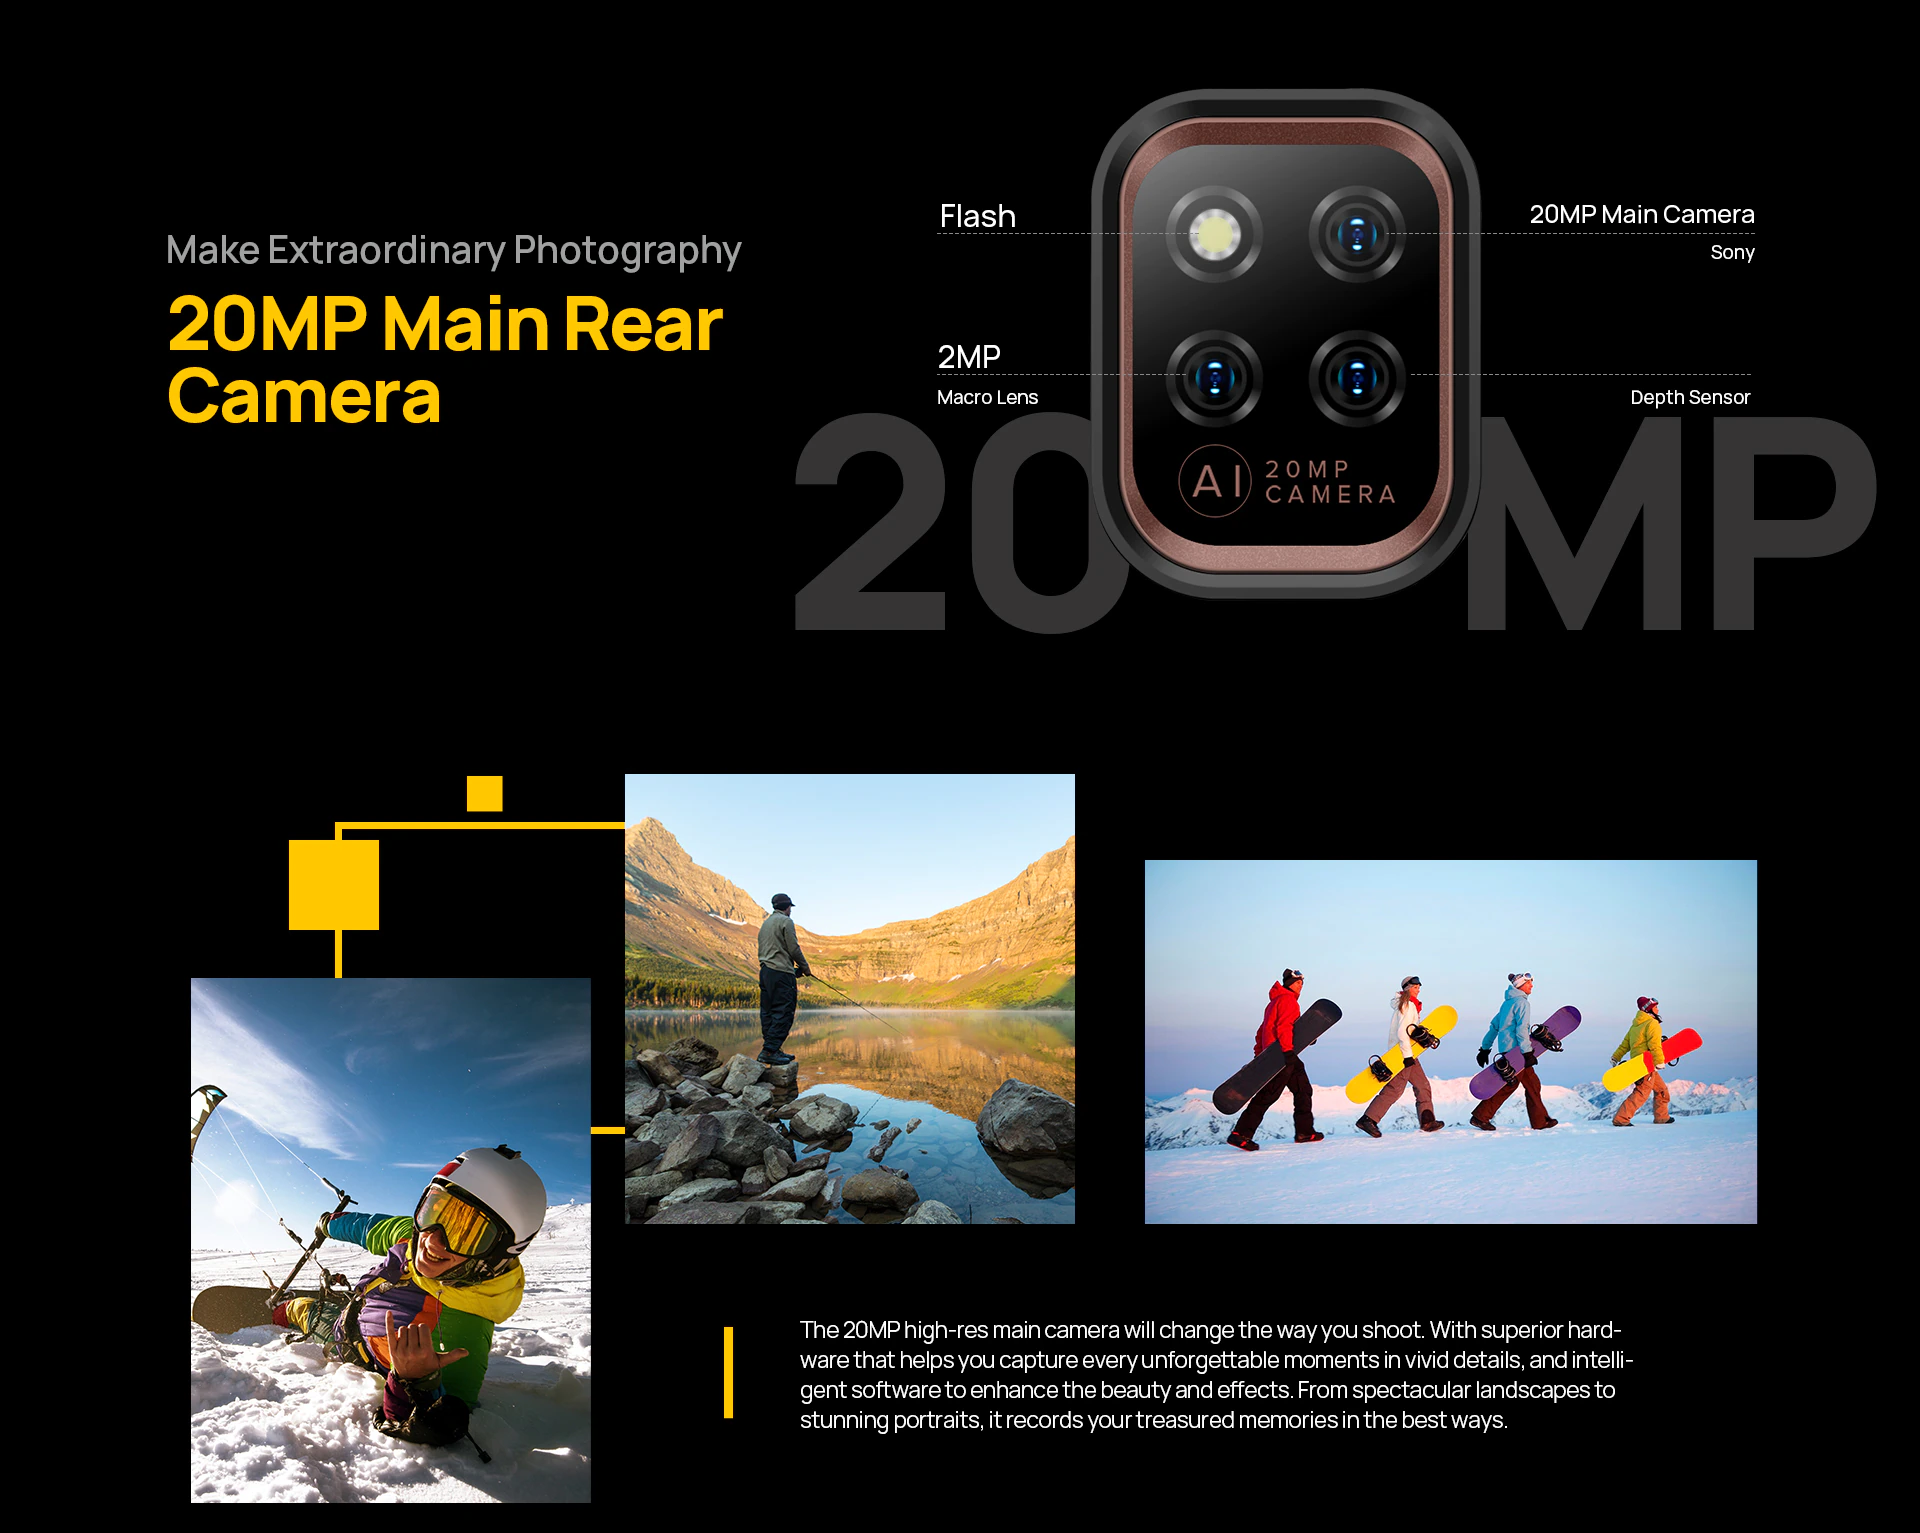 Make Extraordinary Photography
20MP Main Rear
Camera
Flash
20MP Main Camera
Sony
2MP
Macro Lens
Depth Sensor
20 MP
AI 20MP
CAMERA
The 20MP high-res main camera will change the way you shoot. With superior hard-
ware that helps you capture every unforgettable moments in vivid details, and intelli-
gent software to enhance the beauty and effects. From spectacular landscapes to
stunning portraits, it records your treasured memories in the best ways.